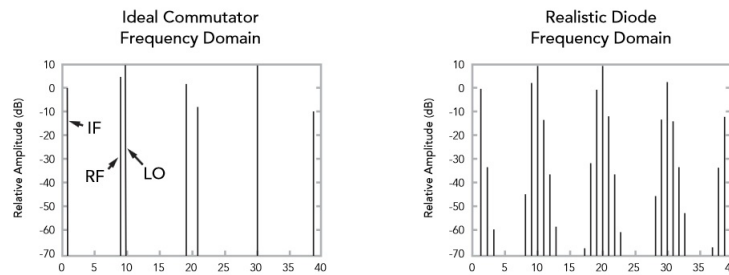 Ideal Commutator
Frequency Domain
Relative Amplitude (dB)
10
0
-10
-20
-30
-40
-50
-60
-70
IF
RF
LO
0 5 10 15 20 25 30 35 40
Realistic Diode
Frequency Domain
Relative Amplitude (dB)
10
0
-10
-20
-30
-40
-50
-60
-70
0 5 10 15 20 25 30 35